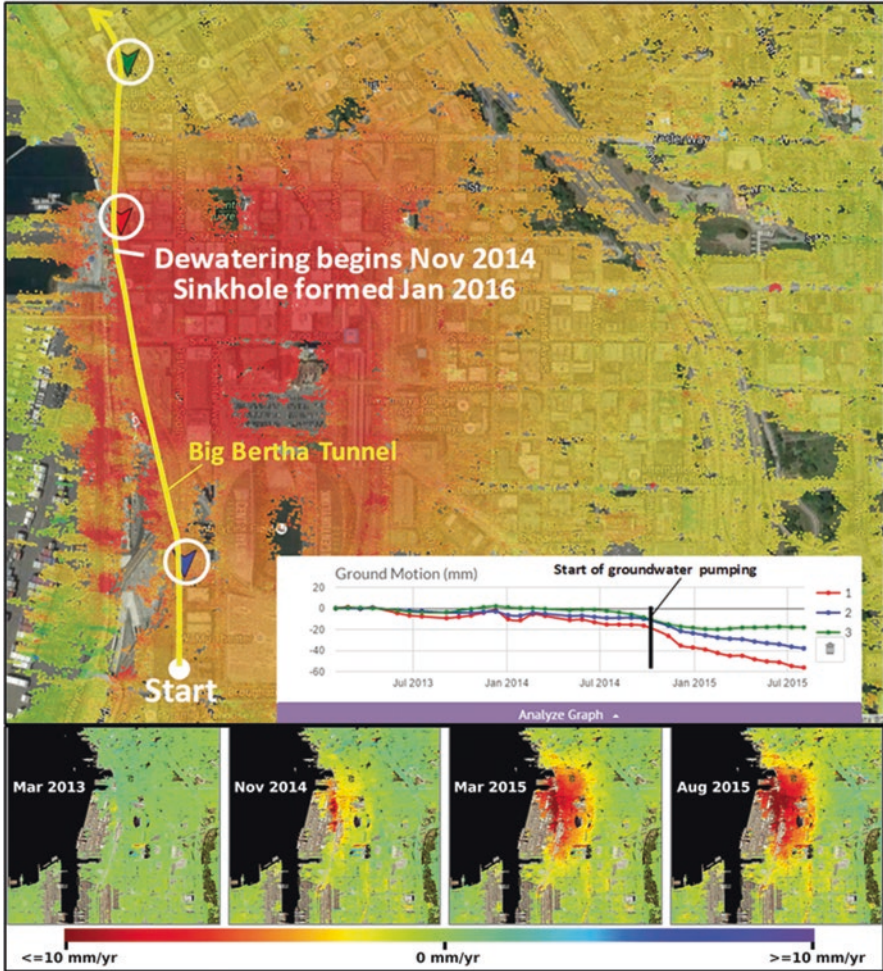 Dewatering begins Nov 2014
Sinkhole formed Jan 2016
Big Bertha Tunnel
Start
Ground Motion (mm)
Start of groundwater pumping
20
0
-20
-40
-60
Jul 2013
Jan 2014
Jul 2014
Jan 2015
Jul 2015
1
2
3
Analyze Graph
Mar 2013
Nov 2014
Mar 2015
Aug 2015
<=10 mm/yr
0 mm/yr
>=10 mm/yr